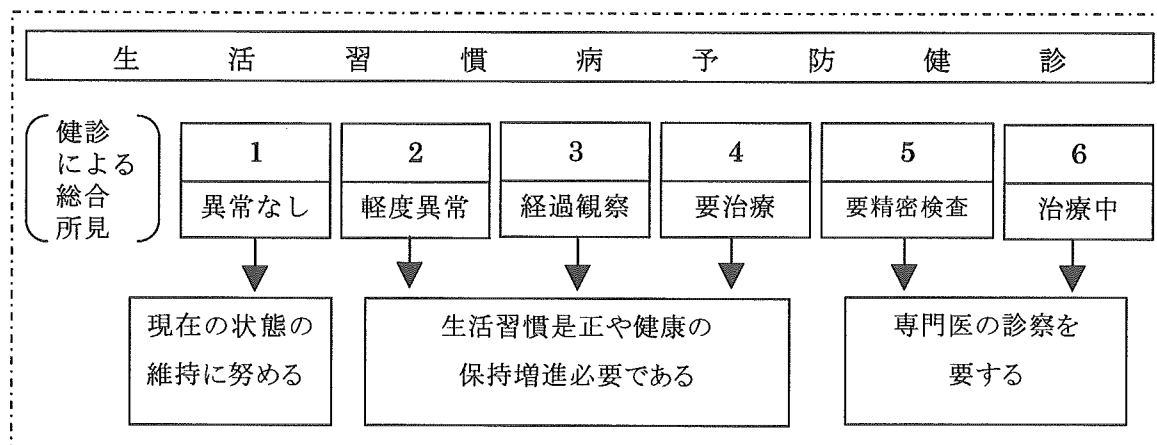 生活習慣病予防健診
健診
による
総合
所見
1
異常なし
2
軽度異常
3
経過観察
4
要治療
5
要精密検査
6
治療中
現在の状態の
維持に努める
生活習慣是正や健康の
保持増進必要である
専門医の診察を
要する